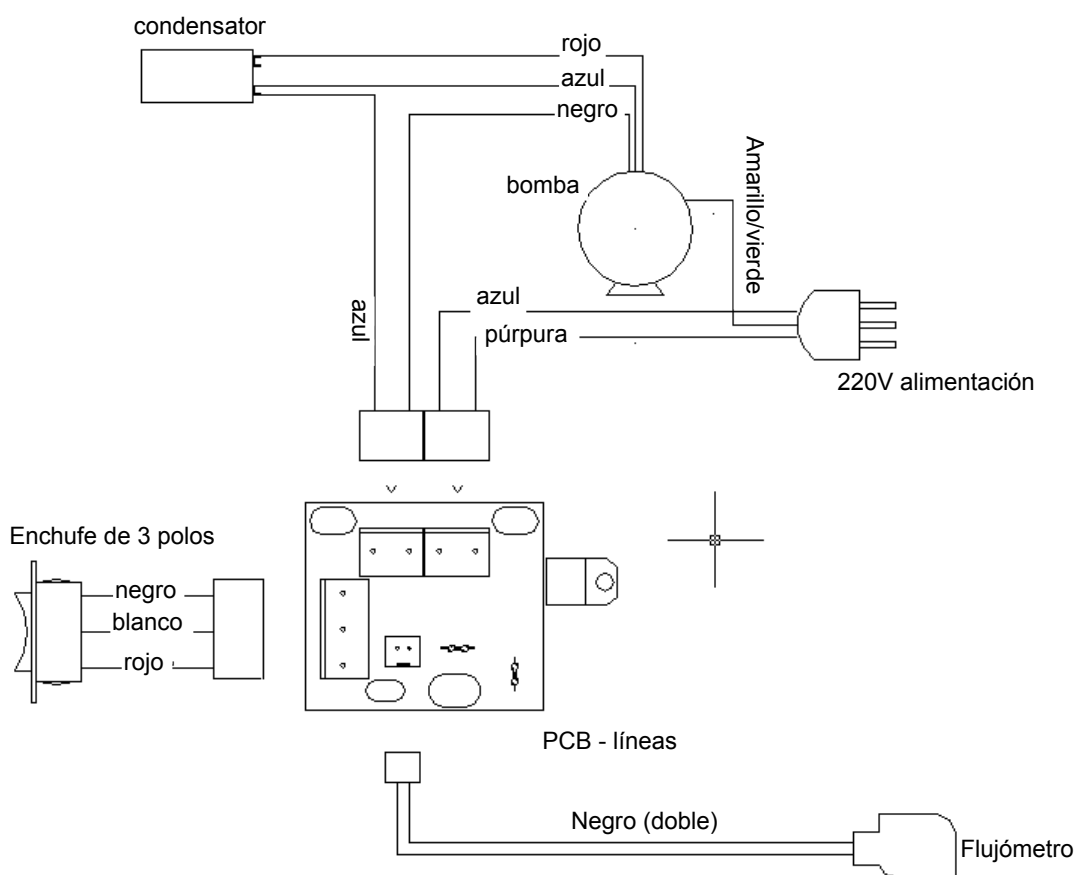 condensator
rojo
azul
negro
bomba
Amarillo/vierde
azul
azul
púrpura
220V alimentación
Enchufe de 3 polos
negro
blanco
rojo
PCB - líneas
Negro (doble)
Flujómetro